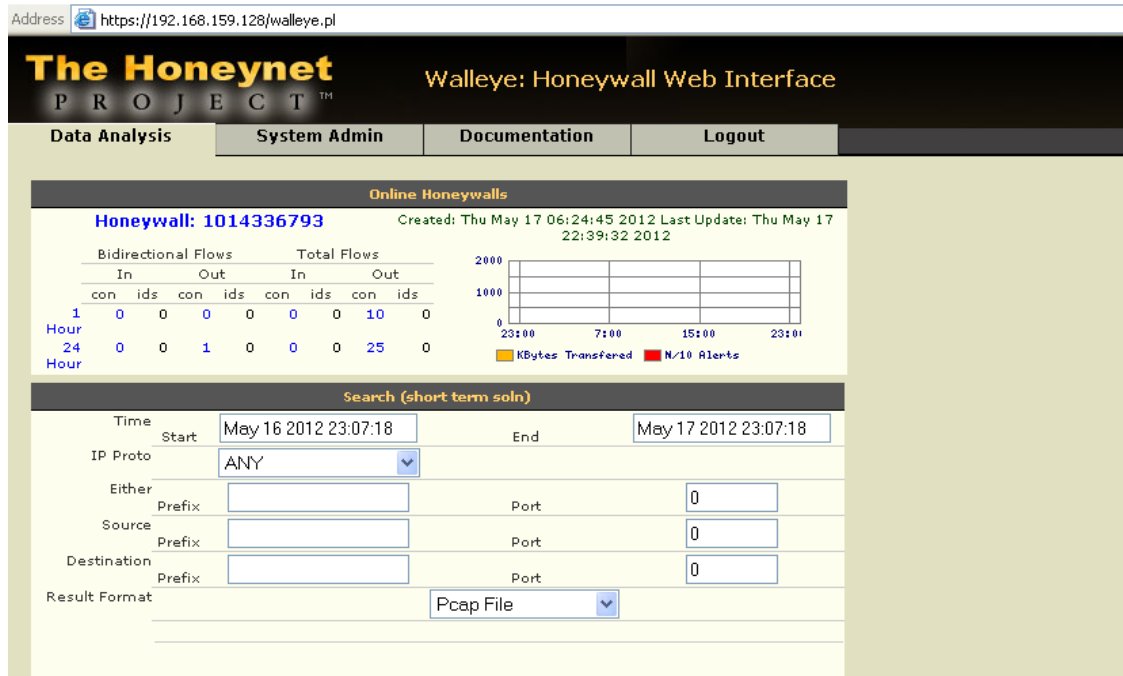 Address https://192.168.159.128/walleye.pl
The Honeynet
PROJECT™
Walleye: Honeywall Web Interface
Data Analysis System Admin Documentation Logout
Online Honeywalls
Honeywall: 1014336793
Created: Thu May 17 06:24:45 2012 Last Update: Thu May 17
22:39:32 2012
Bidirectional Flows Total Flows
In Out In Out
con ids con ids con ids con ids
1 Hour 0 0 0 0 0 0 10 0
24 Hour 0 0 1 0 0 0 25 0
2000
1000
0
23:00 7:00 15:00 23:0
KBytes Transfered N/10 Alerts
Search (short term soln)
Time Start May 16 2012 23:07:18 End May 17 2012 23:07:18
IP Proto ANY
Either Prefix Port 0
Source Prefix Port 0
Destination Prefix Port 0
Result Format Pcap File